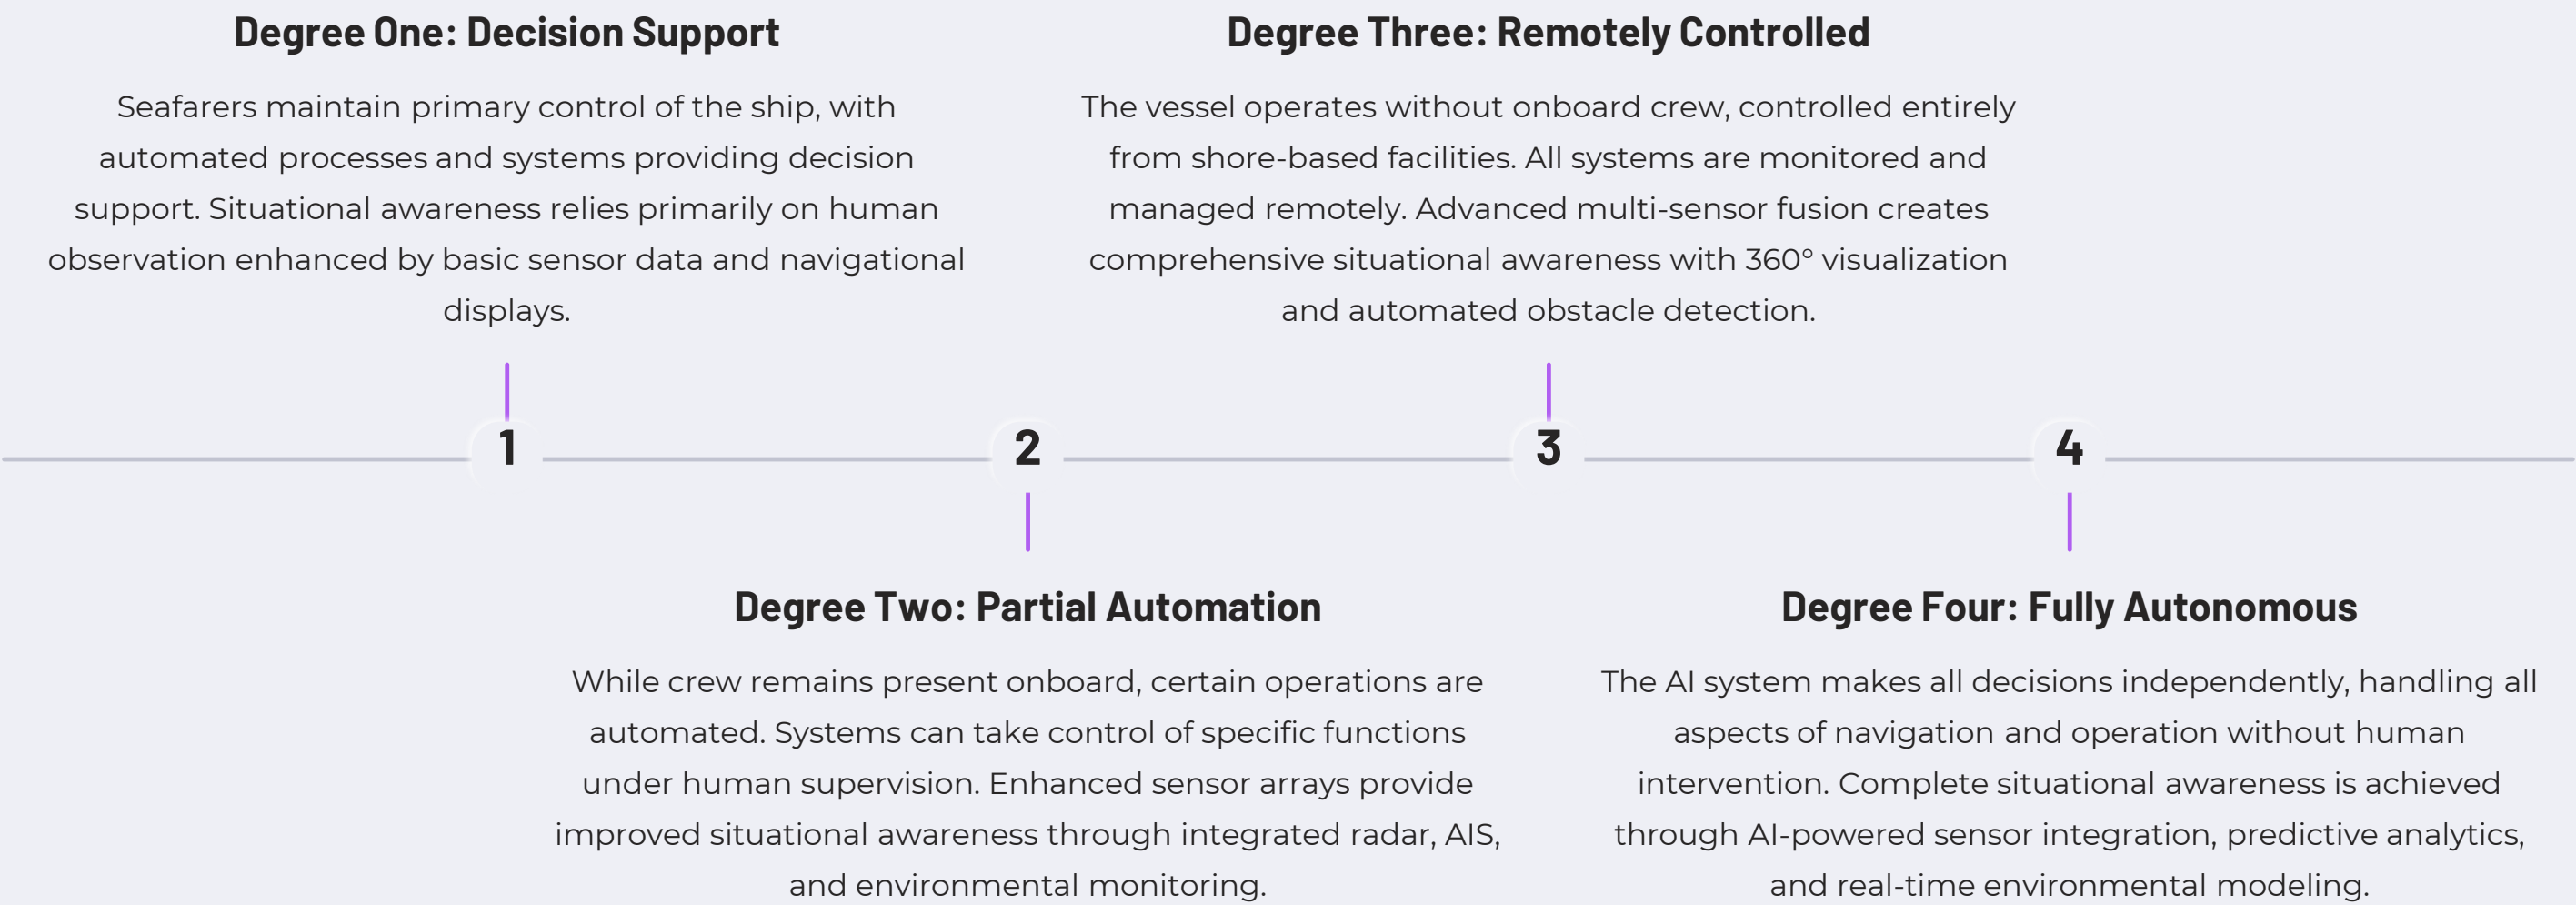 Degree One: Decision Support
Seafarers maintain primary control of the ship, with
automated processes and systems providing decision
support. Situational awareness relies primarily on human
observation enhanced by basic sensor data and navigational
displays.
Degree Three: Remotely Controlled
The vessel operates without onboard crew, controlled entirely
from shore-based facilities. All systems are monitored and
managed remotely. Advanced multi-sensor fusion creates
comprehensive situational awareness with 360° visualization
and automated obstacle detection.
1
2
3
4
Degree Two: Partial Automation
While crew remains present onboard, certain operations are
automated. Systems can take control of specific functions
under human supervision. Enhanced sensor arrays provide
improved situational awareness through integrated radar, AIS,
and environmental monitoring.
Degree Four: Fully Autonomous
The AI system makes all decisions independently, handling all
aspects of navigation and operation without human
intervention. Complete situational awareness is achieved
through AI-powered sensor integration, predictive analytics,
and real-time environmental modeling.